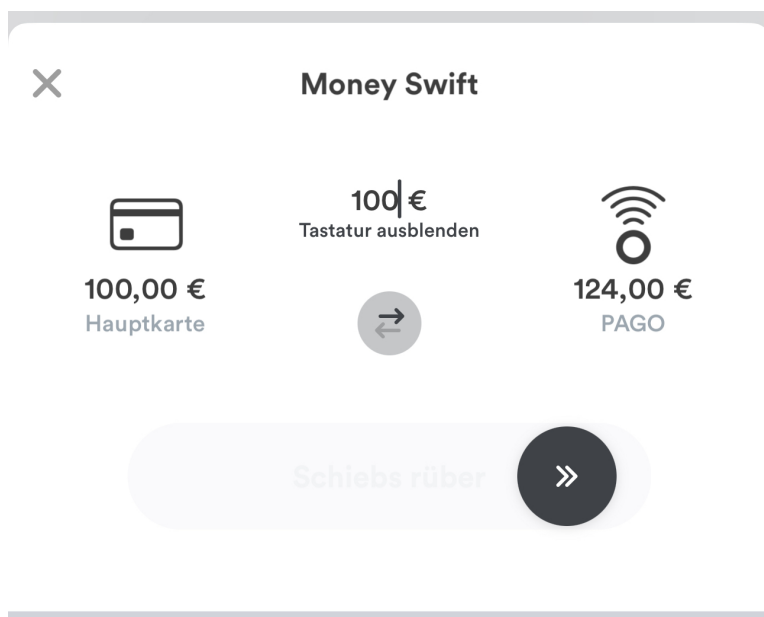 Money Swift
100 €
Tastatur ausblenden
100,00 €
Hauptkarte
124,00 €
PAGO
Schiebs rüber